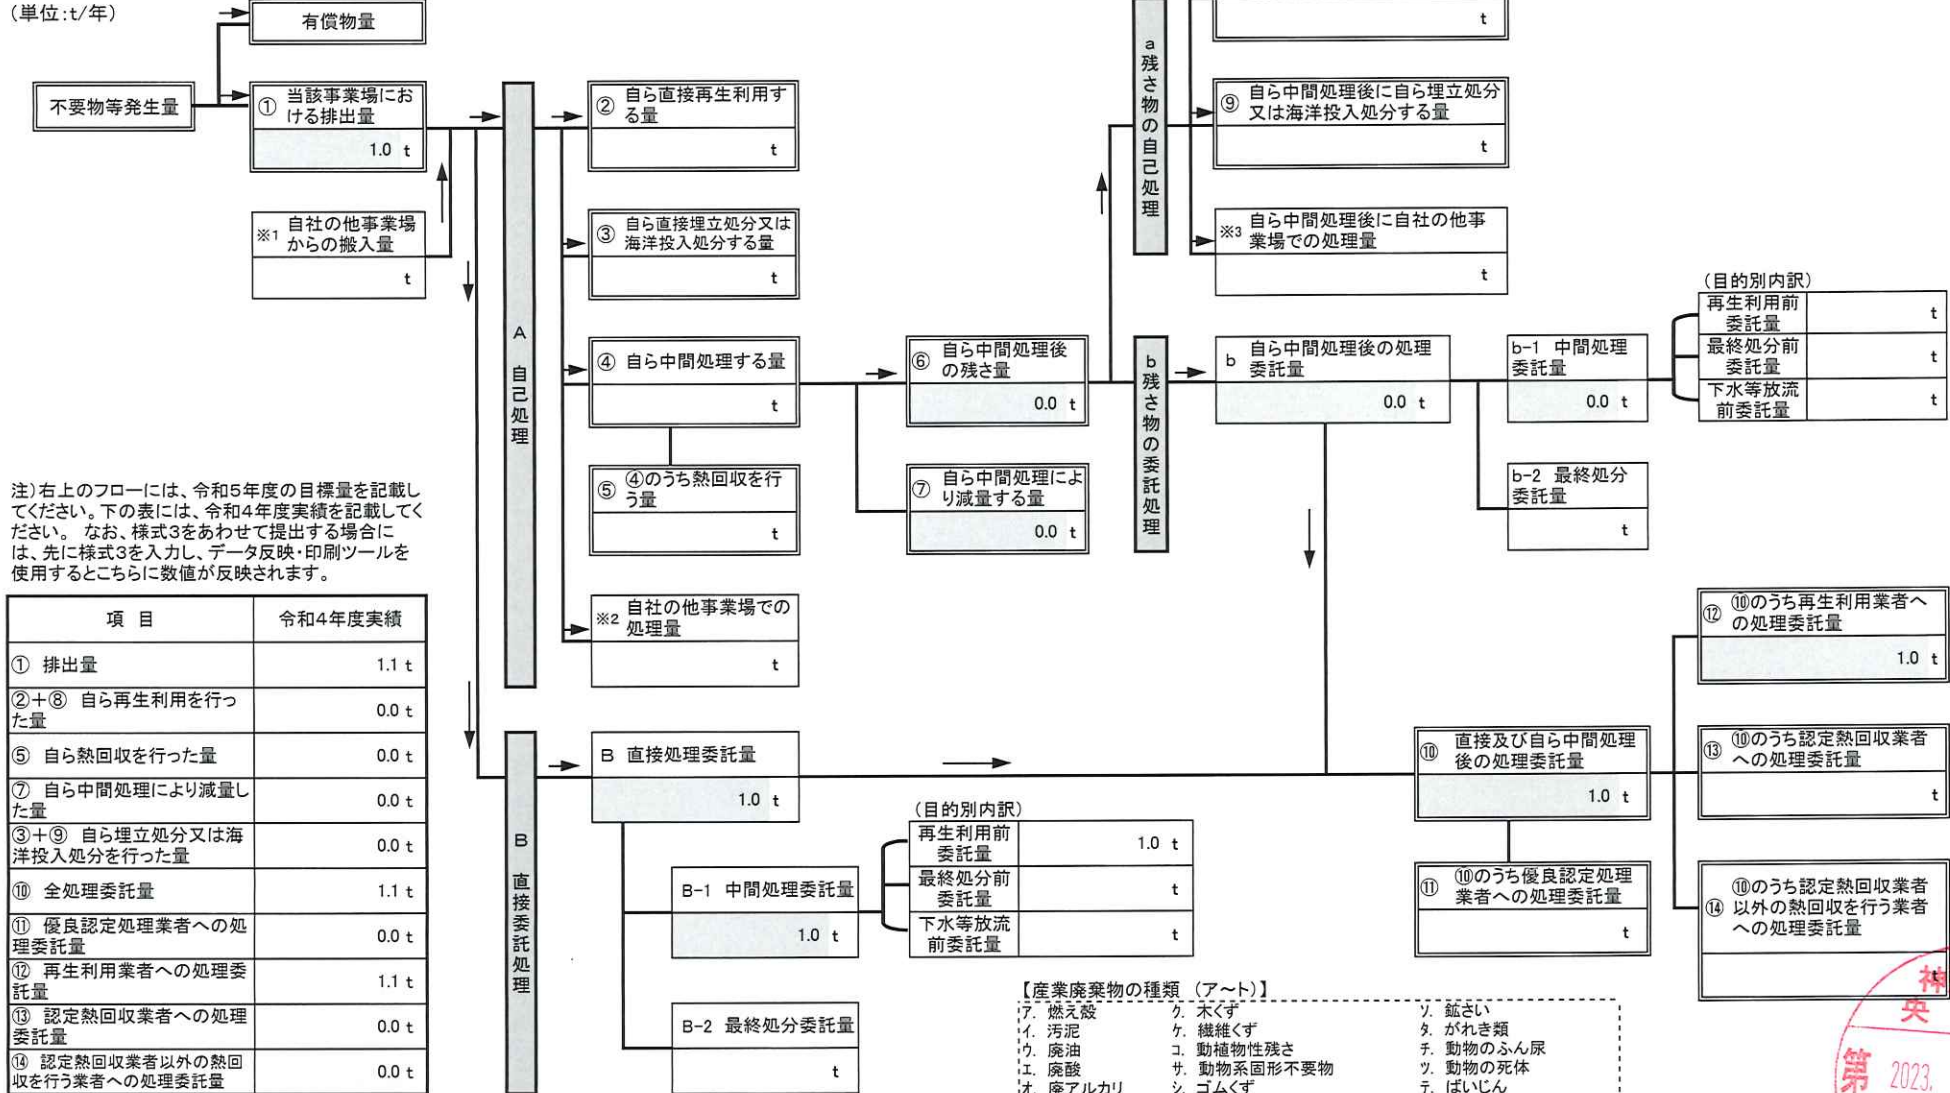 (単位:t/年)
有償物量
不要物等発生量
① 当該事業場にお
ける排出量
1.0 t
※1 自社の他事業場
からの搬入量
t
A 自己処理
② 自ら直接再生利用す
る量
t
③ 自ら直接埋立処分又は
海洋投入処分する量
t
④ 自ら中間処理する量
t
⑤ ④のうち熱回収を行
う量
t
※2 自社の他事業場での
処理量
t
⑥ 自ら中間処理後
の残さ量
0.0 t
⑦ 自ら中間処理によ
り減量する量
0.0 t
a 残さ物の自己処理
t
⑨ 自ら中間処理後に自ら埋立処分
又は海洋投入処分する量
t
※3 自ら中間処理後に自社の他事
業場での処理量
t
b 残さ物の委託処理
b 自ら中間処理後の処理
委託量
0.0 t
b-1 中間処理
委託量
0.0 t
(目的別内訳)
再生利用前
委託量 t
最終処分前
委託量 t
下水等放流
前委託量 t
b-2 最終処分
委託量
t
注)右上のフローには、令和5年度の目標量を記載し
てください。下の表には、令和4年度実績を記載してく
ださい。 なお、様式3をあわせて提出する場合に
は、先に様式3を入力し、データ反映・印刷ツールを
使用するとこちらに数値が反映されます。
項 目 令和4年度実績
① 排出量 1.1 t
②+⑧ 自ら再生利用を行っ
た量 0.0 t
⑤ 自ら熱回収を行った量 0.0 t
⑦ 自ら中間処理により減量し
た量 0.0 t
③+⑨ 自ら埋立処分又は海
洋投入処分を行った量 0.0 t
⑩ 全処理委託量 1.1 t
⑪ 優良認定処理業者への処
理委託量 0.0 t
⑫ 再生利用業者への処理委
託量 1.1 t
⑬ 認定熱回収業者への処理
委託量 0.0 t
⑭ 認定熱回収業者以外の熱回
収を行う業者への処理委託量 0.0 t
B 直接委託処理
B 直接処理委託量
1.0 t
B-1 中間処理委託量
1.0 t
(目的別内訳)
再生利用前
委託量 1.0 t
最終処分前
委託量 t
下水等放流
前委託量 t
B-2 最終処分委託量
t
⑩ 直接及び自ら中間処理
後の処理委託量
1.0 t
⑪ ⑩のうち優良認定処理
業者への処理委託量
t
⑫ ⑩のうち再生利用業者へ
の処理委託量
1.0 t
⑬ ⑩のうち認定熱回収業者
への処理委託量
t
⑭ ⑩のうち認定熱回収業者
以外の熱回収を行う業者
への処理委託量
t
【産業廃棄物の種類 (ア~ト)】
ア. 燃え殻 ク. 木くず ソ. 鉱さい
イ. 汚泥 ケ. 繊維くず タ. がれき類
ウ. 廃油 コ. 動植物性残さ チ. 動物のふん尿
エ. 廃酸 サ. 動物系固形不要物 ツ. 動物の死体
オ. 廃アルカリ シ. ゴムくず テ. ばいじん
神
央
第 2023.